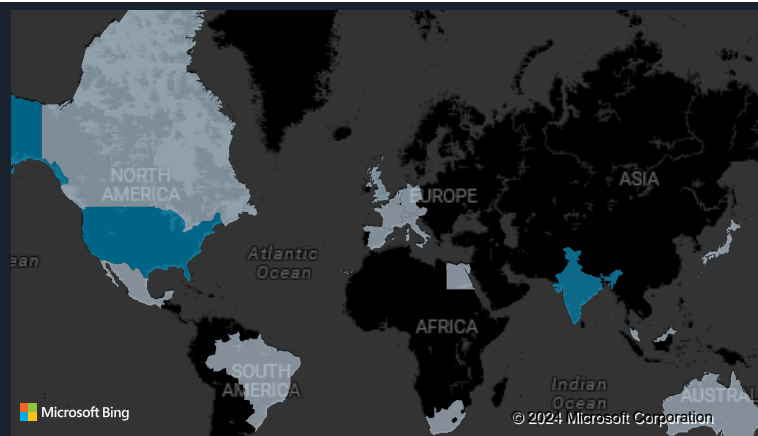 NORTH
AMERICA
EUROPE
ASIA
ean
Atlantic
Ocean
AFRICA
SOUTH
AMERICA
Indian
Ocean
AUSTRAL
Microsoft Bing
© 2024 Microsoft Corporation